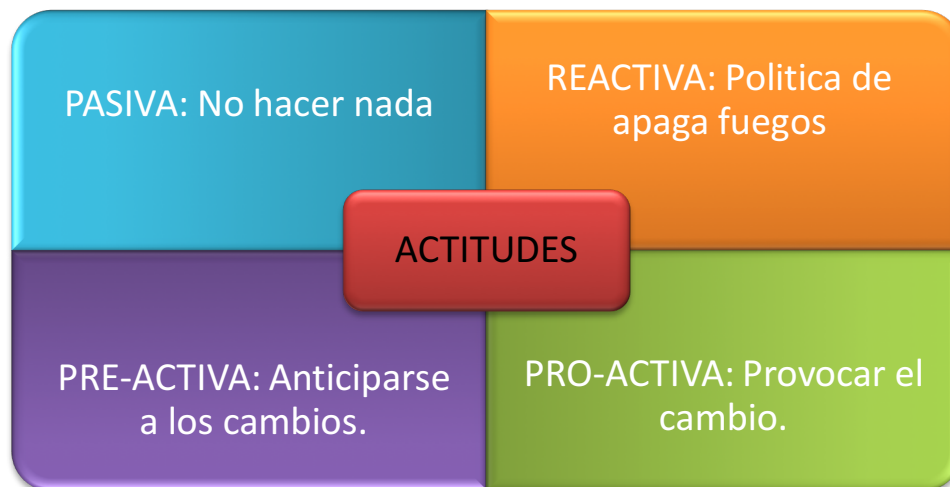 PASIVA: No hacer nada
REACTIVA: Politica de
apaga fuegos
ACTITUDES
PRE-ACTIVA: Anticiparse
a los cambios.
PRO-ACTIVA: Provocar el
cambio.